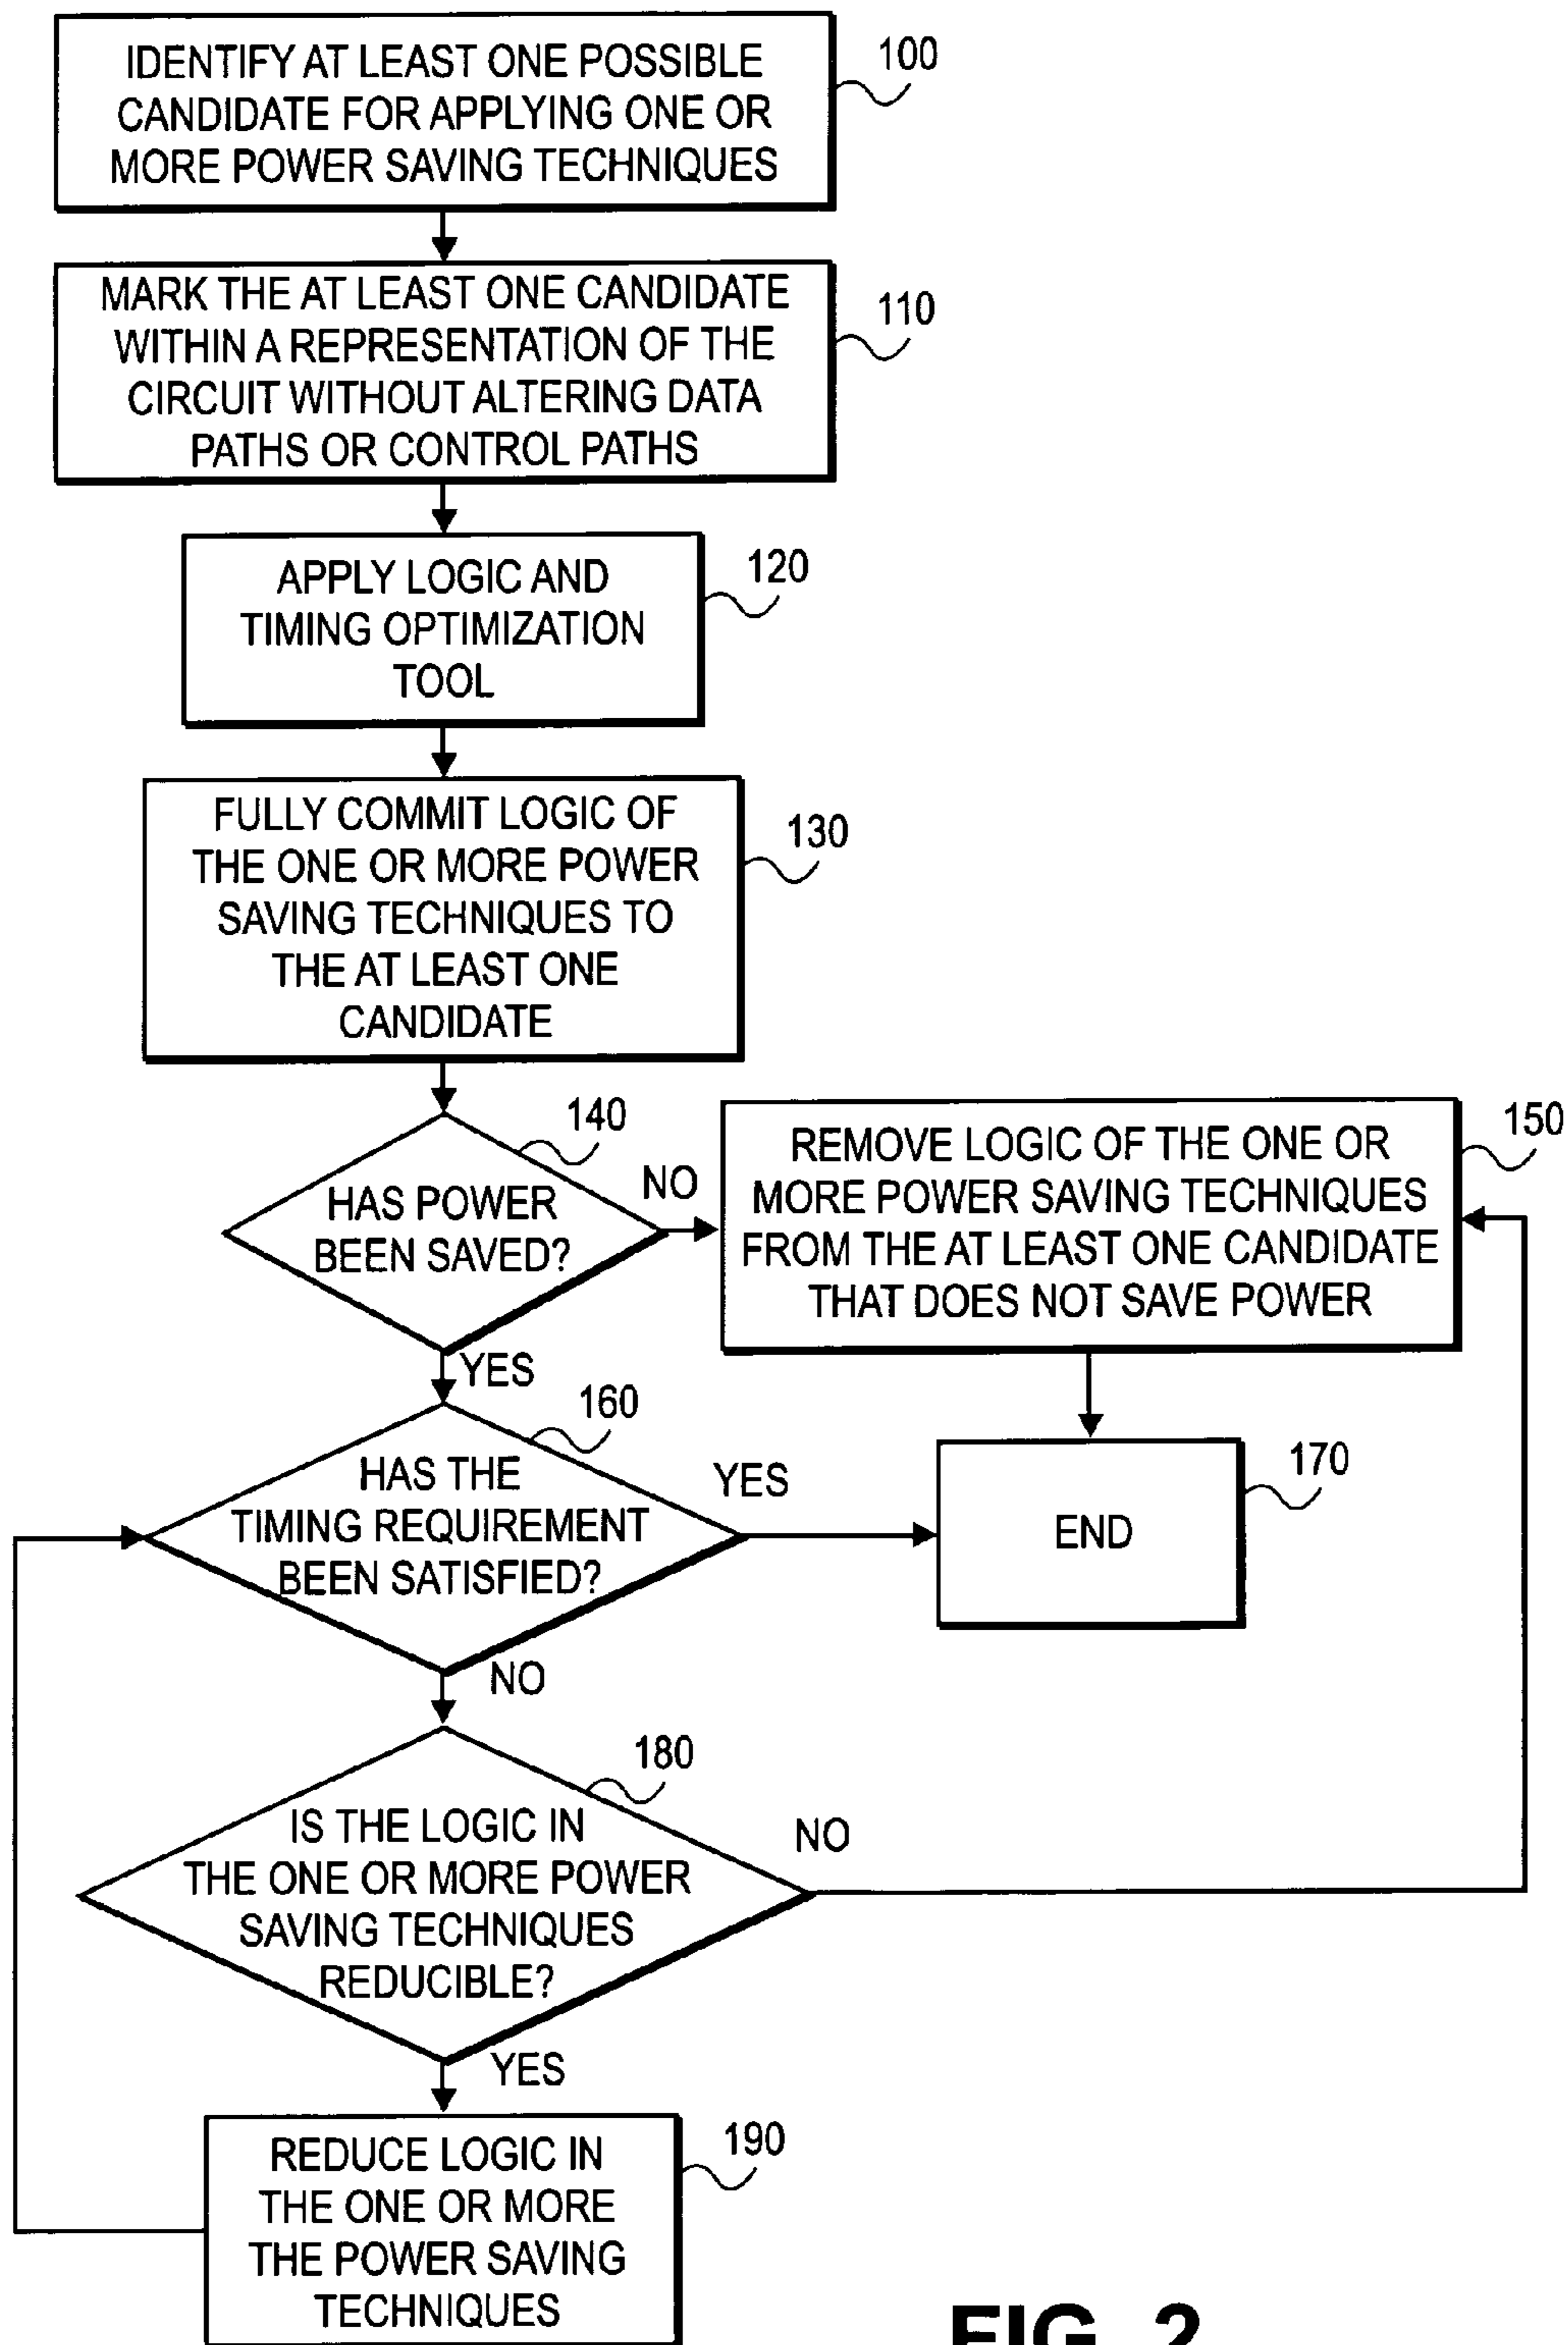 IDENTIFY AT LEAST ONE POSSIBLE
CANDIDATE FOR APPLYING ONE OR
MORE POWER SAVING TECHNIQUES
100
MARK THE AT LEAST ONE CANDIDATE
WITHIN A REPRESENTATION OF THE
CIRCUIT WITHOUT ALTERING DATA
PATHS OR CONTROL PATHS
110
APPLY LOGIC AND
TIMING OPTIMIZATION
TOOL
120
FULLY COMMIT LOGIC OF
THE ONE OR MORE POWER
SAVING TECHNIQUES TO
THE AT LEAST ONE
CANDIDATE
130
HAS POWER
BEEN SAVED?
140
NO
YES
REMOVE LOGIC OF THE ONE OR
MORE POWER SAVING TECHNIQUES
FROM THE AT LEAST ONE CANDIDATE
THAT DOES NOT SAVE POWER
150
HAS THE
TIMING REQUIREMENT
BEEN SATISFIED?
160
YES
NO
END
170
IS THE LOGIC IN
THE ONE OR MORE POWER
SAVING TECHNIQUES
REDUCIBLE?
180
NO
YES
REDUCE LOGIC IN
THE ONE OR MORE
THE POWER SAVING
TECHNIQUES
190
FIG. 2